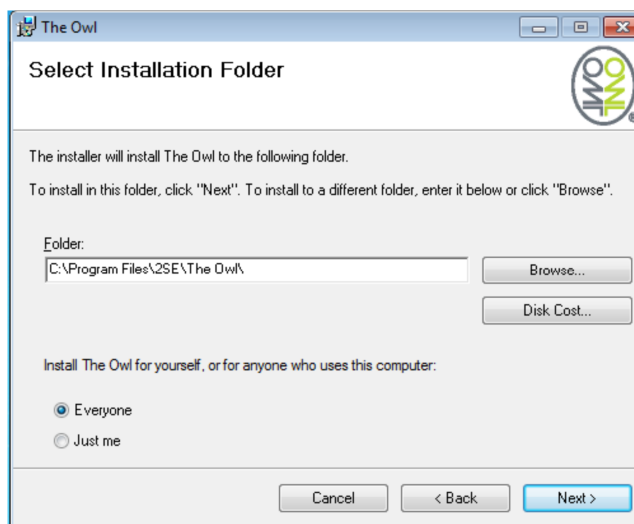 The Owl
Select Installation Folder
OWL
OWL
®
The installer will install The Owl to the following folder.
To install in this folder, click "Next". To install to a different folder, enter it below or click "Browse".
Folder:
C:\Program Files\2SE\The Owl\
Browse...
Disk Cost...
Install The Owl for yourself, or for anyone who uses this computer:
Everyone
Just me
Cancel
< Back
Next >